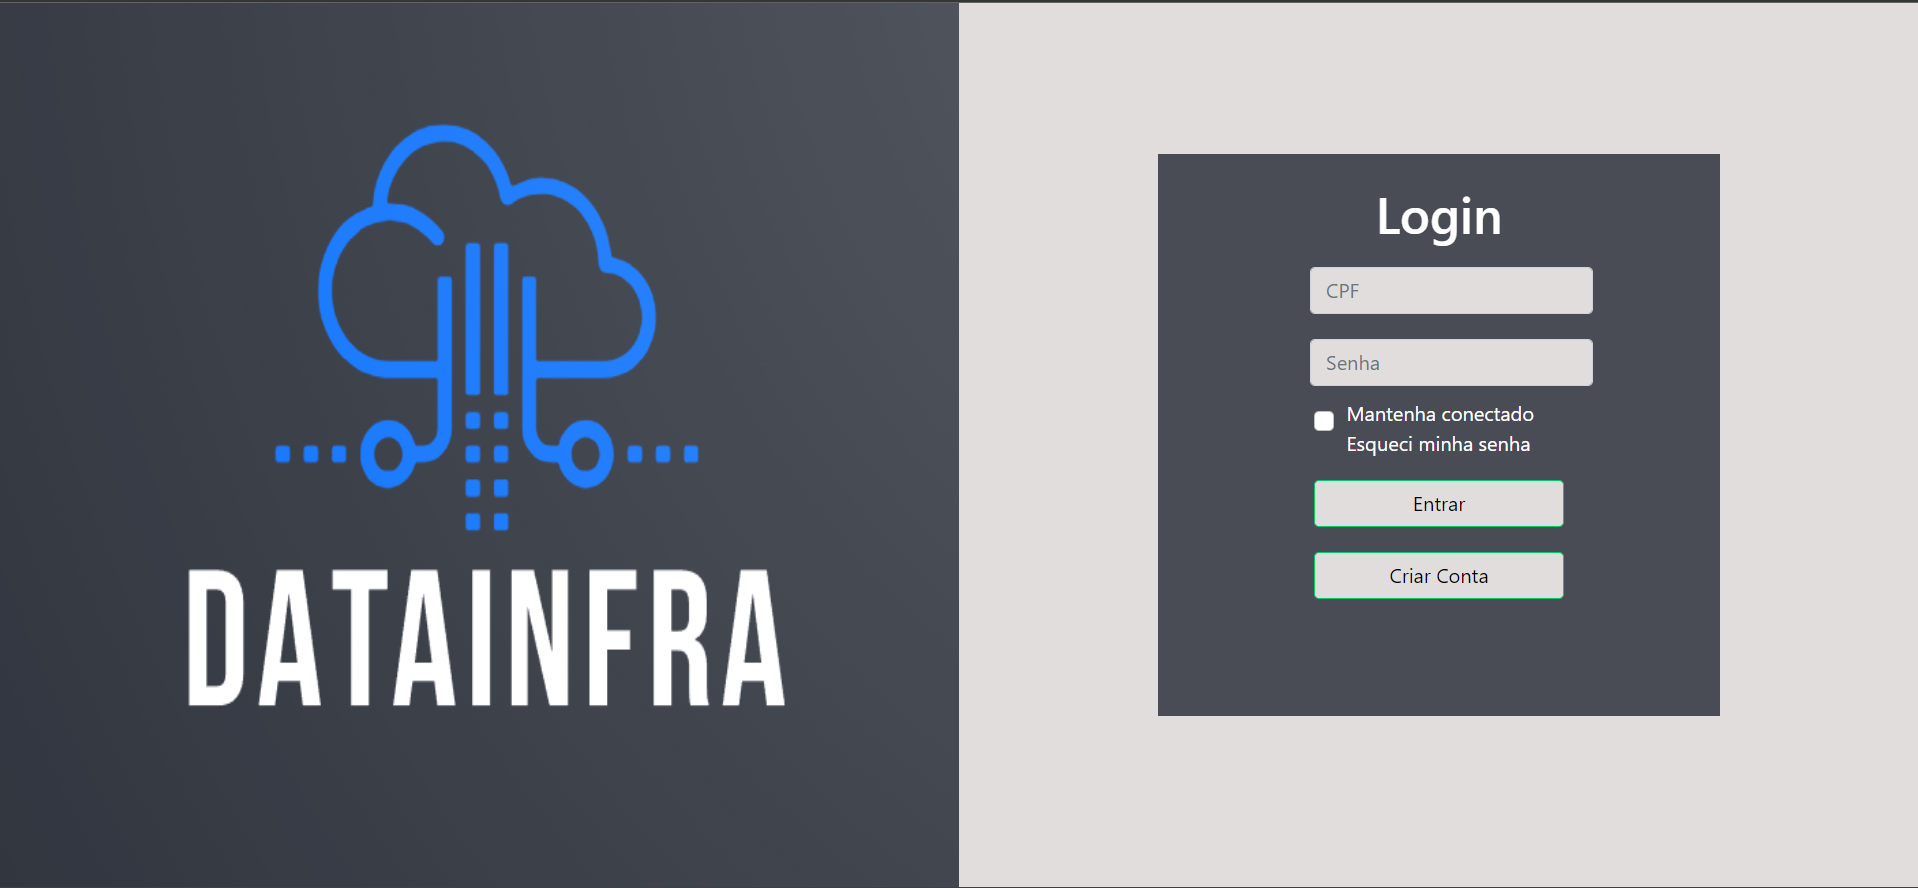 DATAINFRA
Login
CPF
Senha
Mantenha conectado
Esqueci minha senha
Entrar
Criar Conta